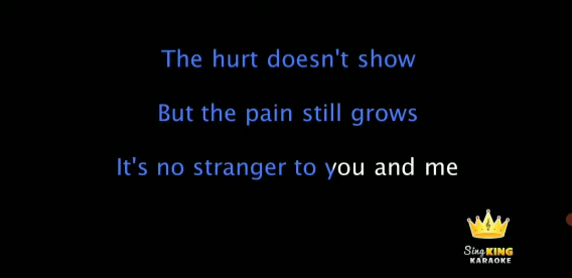 The hurt doesn't show
But the pain still grows
It's no stranger to you and me
Sing KING
KARAOKE